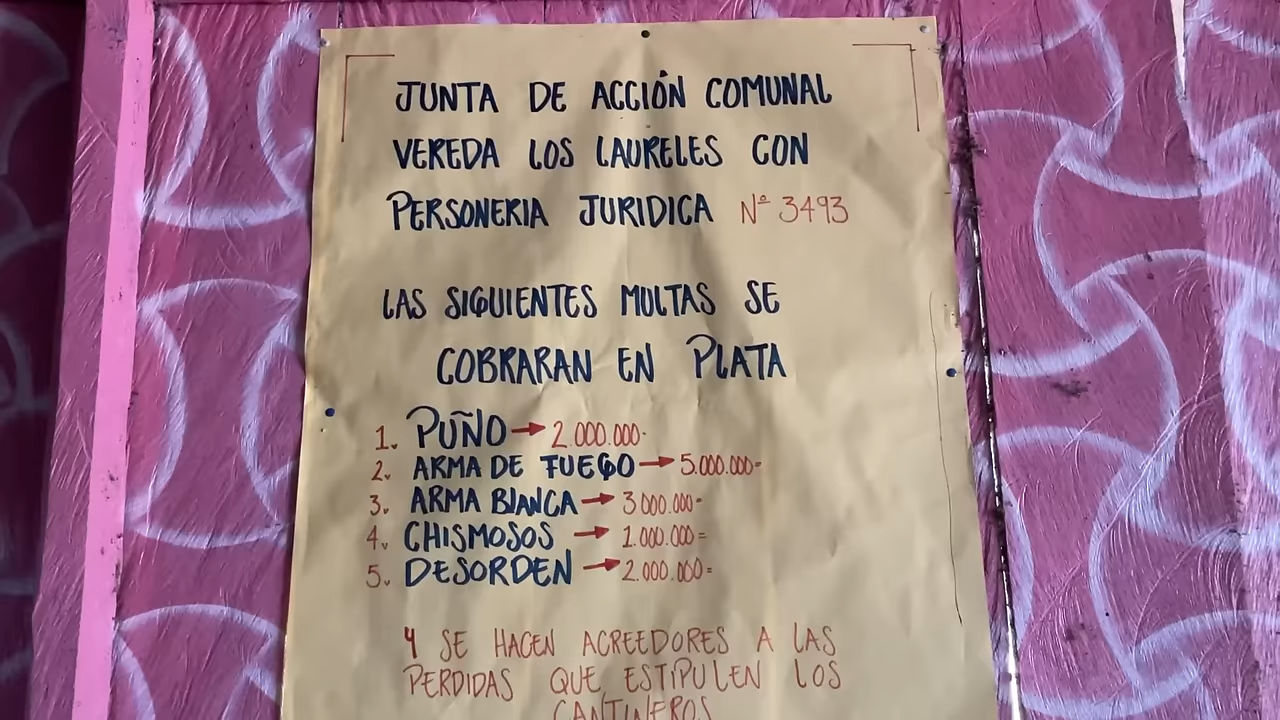 JUNTA DE ACCIÓN COMUNAL
VEREDA LOS LAURELES CON
PERSONERIA JURIDICA Nº 3493
LAS SIGUIENTES MULTAS SE
COBRARAN EN PLATA
1. PUÑO → 2.000.000-
2. ARMA DE FUEGO → 5.000.000=
3. ARMA BLANCA → 3.000.000=
4. CHISMOSOS → 1.000.000=
5. DESORDEN → 2.000.000=
Y SE HACEN ACREEDORES A LAS
PERDIDAS QUE ESTIPULEN LOS
CANTINEROS